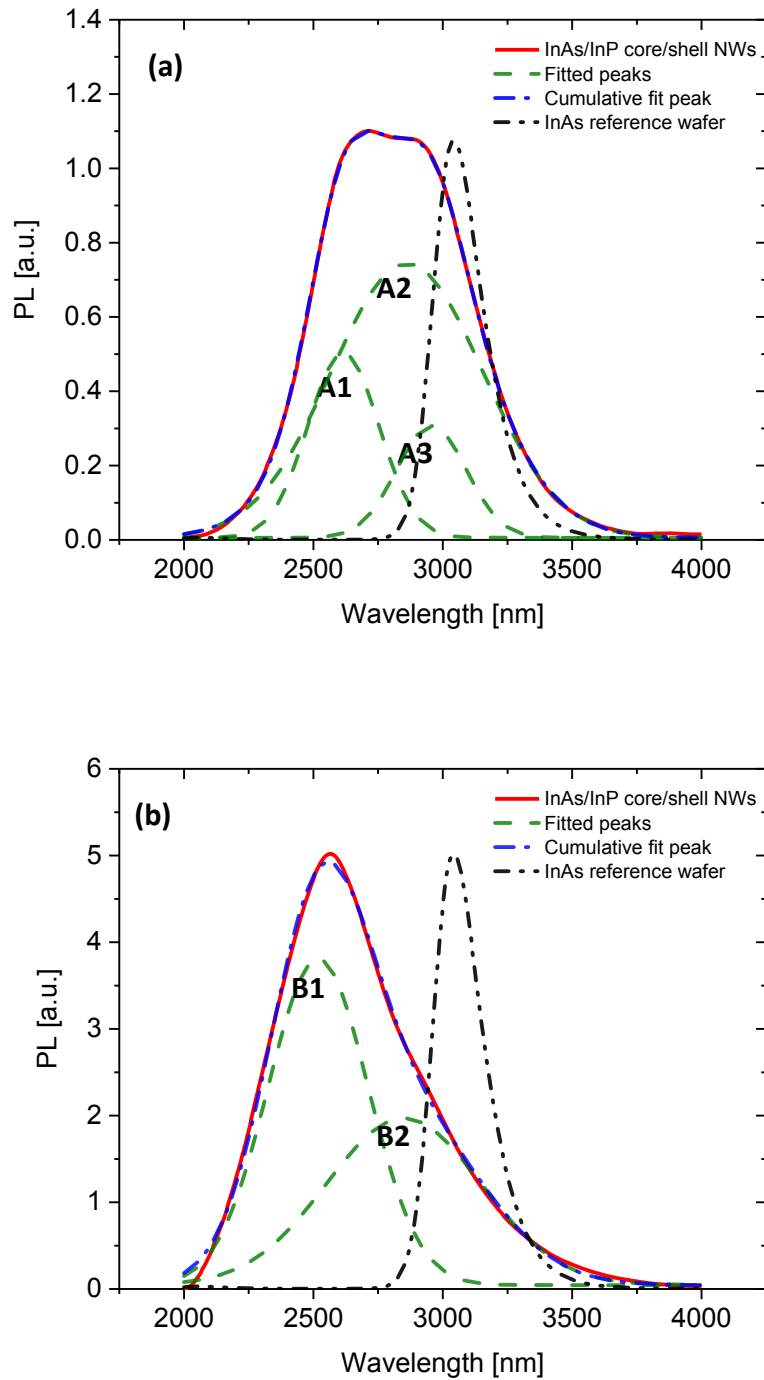 1.4
1.2
1.0
0.8
0.6
0.4
0.2
0.0
PL [a.u.]
(a)
InAs/InP core/shell NWs
Fitted peaks
Cumulative fit peak
InAs reference wafer
A2
A1
A3
2000 2500 3000 3500 4000
Wavelength [nm]
6
5
4
3
2
1
0
PL [a.u.]
(b)
InAs/InP core/shell NWs
Fitted peaks
Cumulative fit peak
InAs reference wafer
B1
B2
2000 2500 3000 3500 4000
Wavelength [nm]